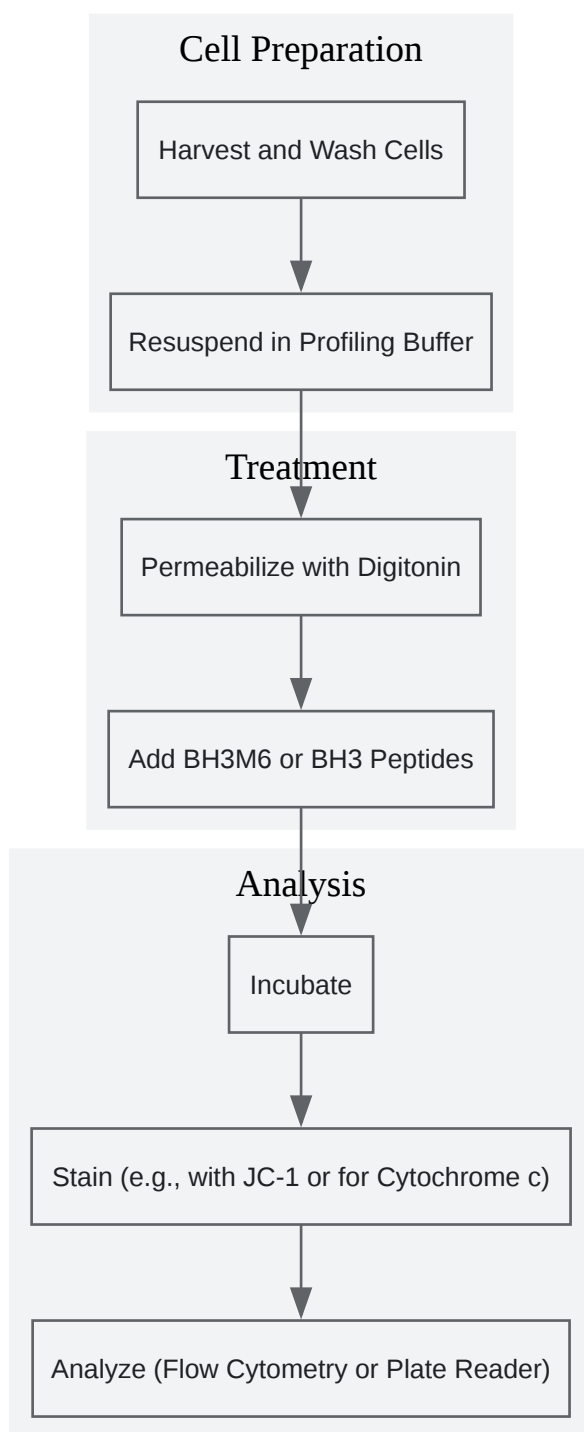 Cell Preparation
Harvest and Wash Cells
Resuspend in Profiling Buffer
Treatment
Permeabilize with Digitonin
Add BH3M6 or BH3 Peptides
Analysis
Incubate
Stain (e.g., with JC-1 or for Cytochrome c)
Analyze (Flow Cytometry or Plate Reader)